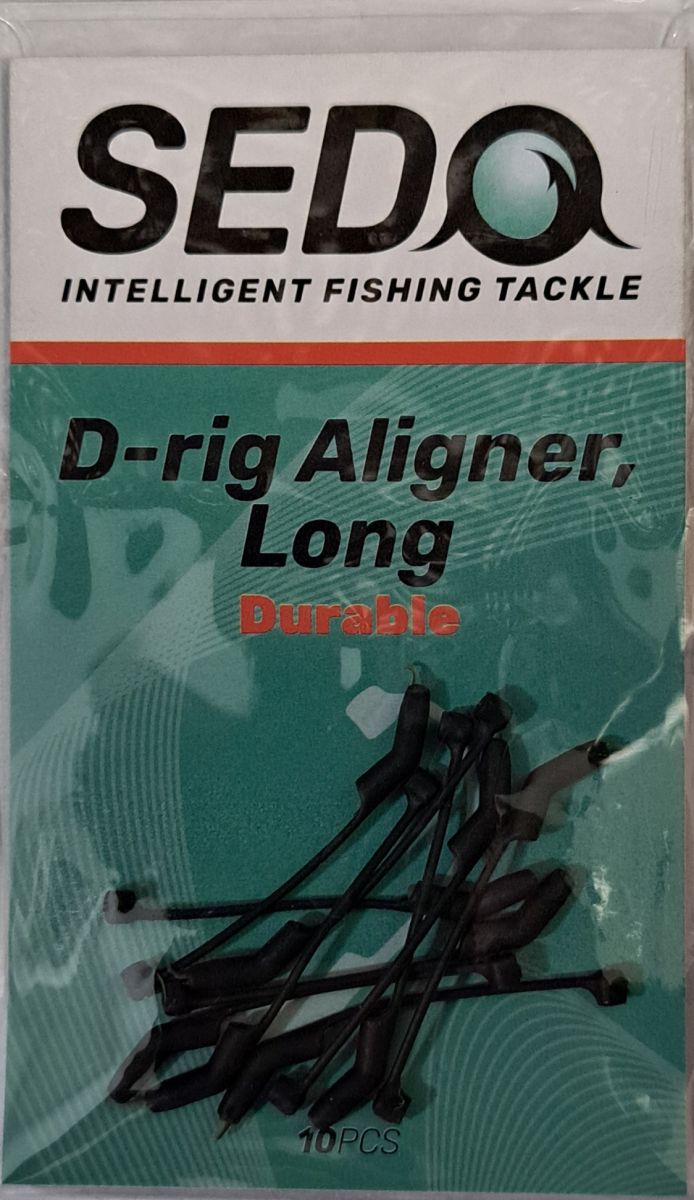 SEDO
INTELLIGENT FISHING TACKLE
D-rig Aligner,
Long
Durable
10PCS